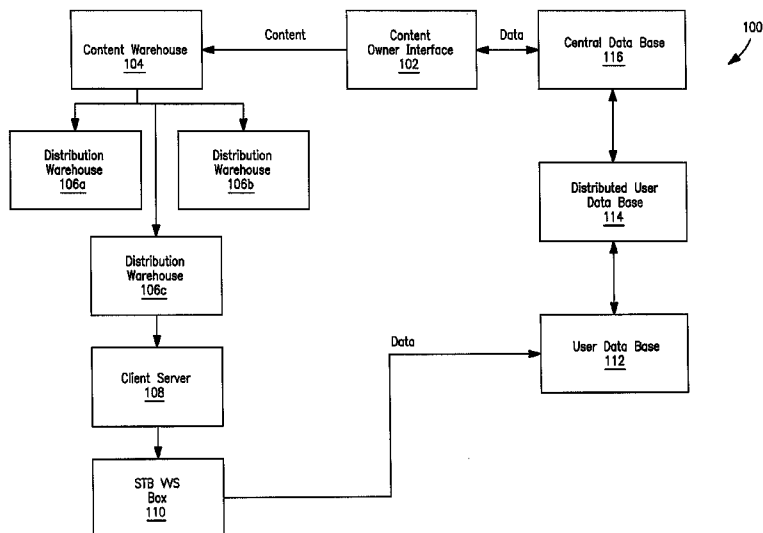 Content Warehouse
104
Content
Content
Owner Interface
102
Data
Central Data Base
116
100
Distribution
Warehouse
106a
Distribution
Warehouse
106b
Distributed User
Data Base
114
Distribution
Warehouse
106c
Data
User Data Base
112
Client Server
108
STB VVS
Box
110